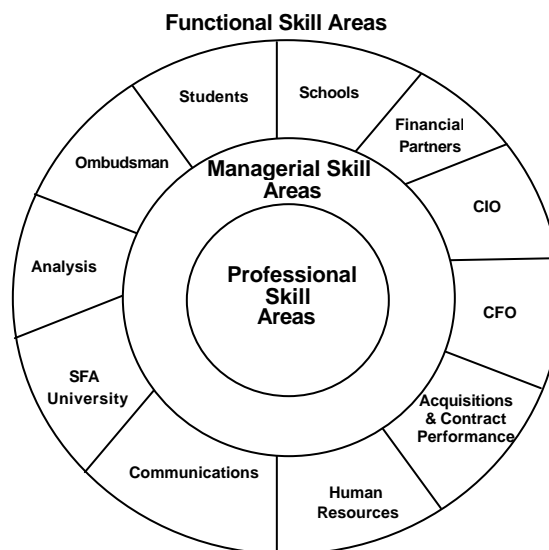 Functional Skill Areas
Students
Schools
Financial
Partners
CIO
CFO
Acquisitions
& Contract
Performance
Human
Resources
Communications
SFA
University
Analysis
Ombudsman
Managerial Skill
Areas
Professional
Skill
Areas